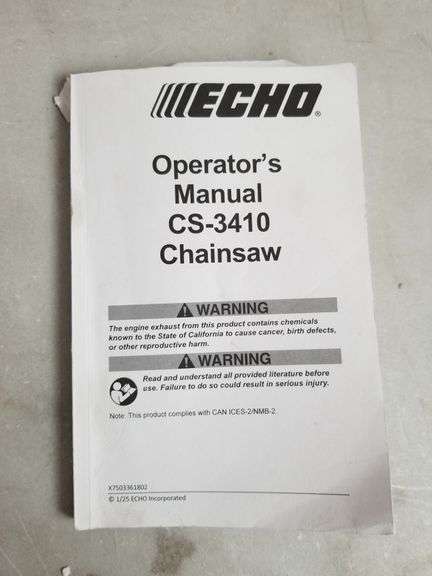 ECHO®
Operator's
Manual
CS-3410
Chainsaw
WARNING
The engine exhaust from this product contains chemicals
known to the State of California to cause cancer, birth defects,
or other reproductive harm.
WARNING
Read and understand all provided literature before
use. Failure to do so could result in serious injury.
Note: This product complies with CAN ICES-2/NMB-2.
X7503361802
© 1/25 ECHO Incorporated